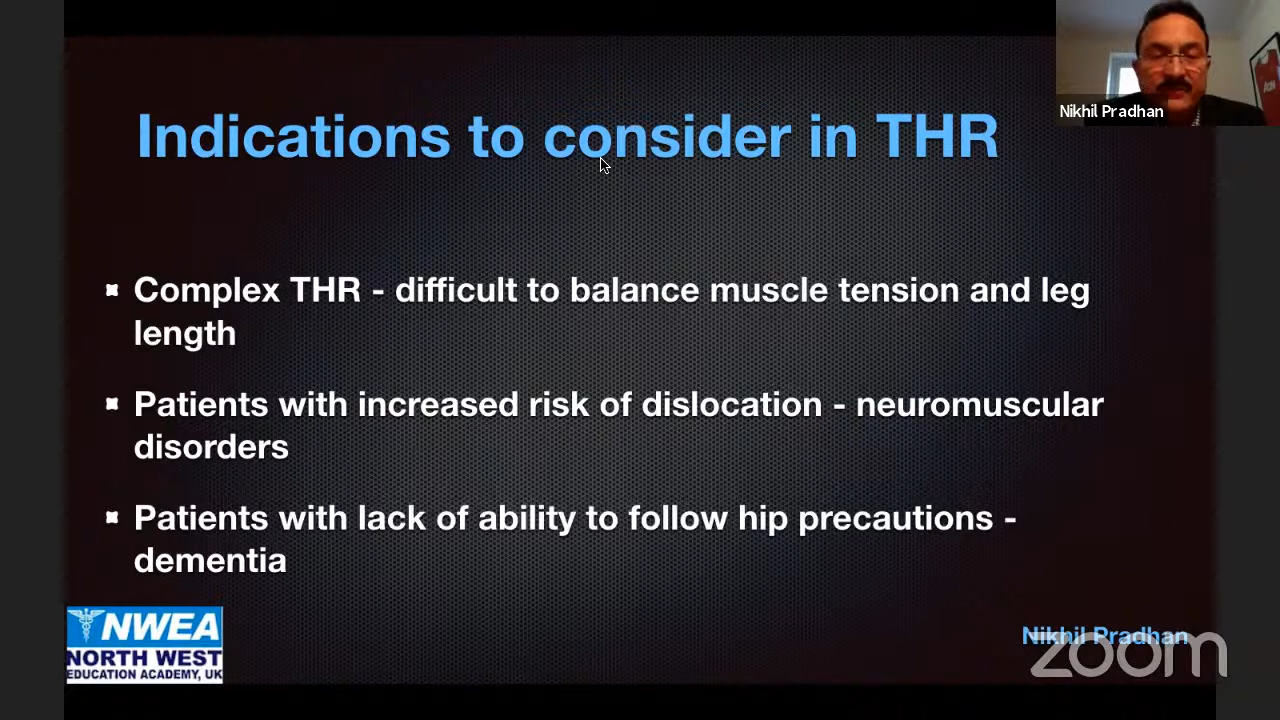 Indications to consider in THR
Complex THR - difficult to balance muscle tension and leg
length
Patients with increased risk of dislocation - neuromuscular
disorders
Patients with lack of ability to follow hip precautions -
dementia
NWEA
NORTH WEST
EDUCATION ACADEMY, UK
Nikhil Pradhan
zoom
Nikhil Pradhan